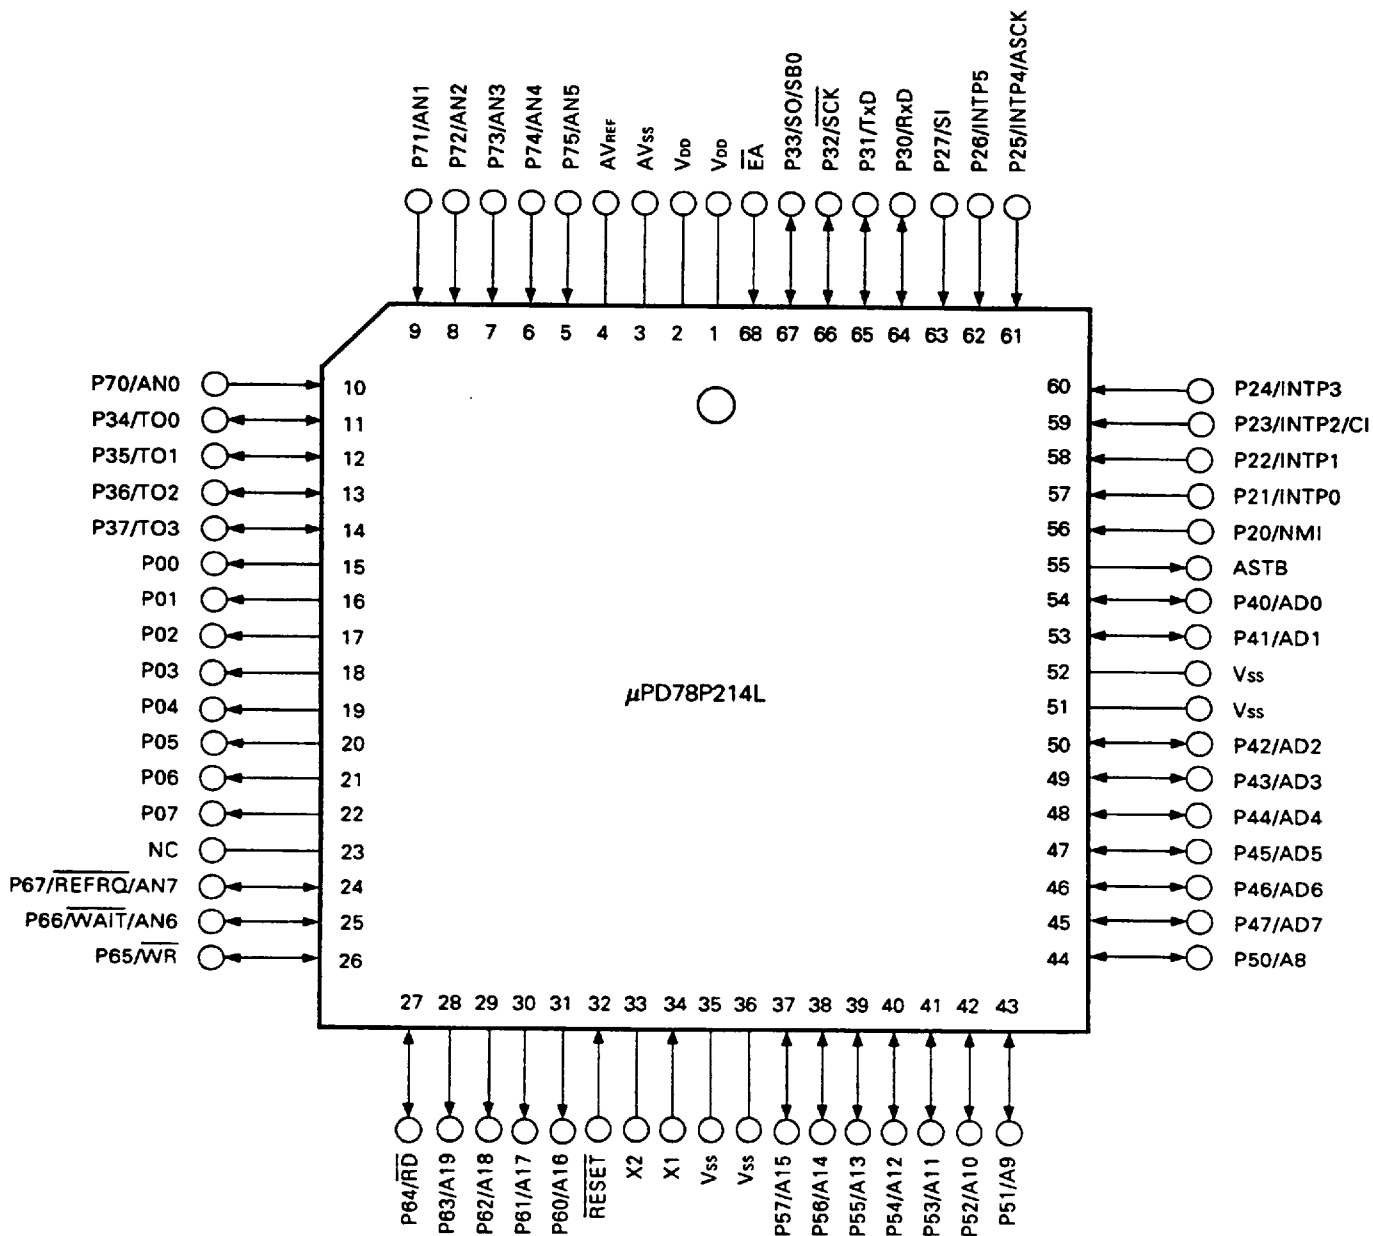 P71/AN1
P72/AN2
P73/AN3
P74/AN4
P75/AN5
AVREF
AVSS
VDD
VDD
EA
P33/SO/SB0
P32/SCK
P31/TxD
P30/RxD
P27/SI
P26/INTP5
P25/INTP4/ASCK
9 8 7 6 5 4 3 2 1 68 67 66 65 64 63 62 61
P70/AN0 10
P34/TO0 11
P35/TO1 12
P36/TO2 13
P37/TO3 14
P00 15
P01 16
P02 17
P03 18
P04 19
P05 20
P06 21
P07 22
NC 23
P67/REFRQ/AN7 24
P66/WAIT/AN6 25
P65/WR 26
μPD78P214L
60 P24/INTP3
59 P23/INTP2/CI
58 P22/INTP1
57 P21/INTP0
56 P20/NMI
55 ASTB
54 P40/AD0
53 P41/AD1
52 Vss
51 Vss
50 P42/AD2
49 P43/AD3
48 P44/AD4
47 P45/AD5
46 P46/AD6
45 P47/AD7
44 P50/A8
27 28 29 30 31 32 33 34 35 36 37 38 39 40 41 42 43
P64/RD
P63/A19
P62/A18
P61/A17
P60/A16
RESET
X2
X1
Vss
Vss
P57/A15
P56/A14
P55/A13
P54/A12
P53/A11
P52/A10
P51/A9